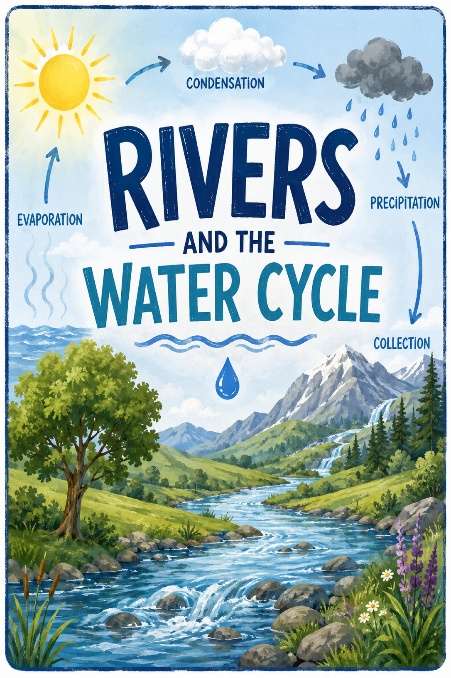 CONDENSATION
RIVERS
AND THE
WATER CYCLE
EVAPORATION
PRECIPITATION
COLLECTION